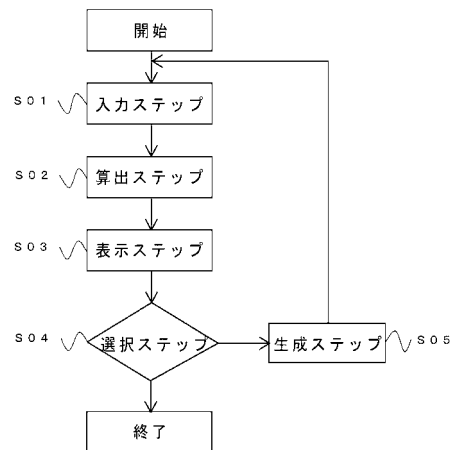 開始
S01
入力ステップ
S02
算出ステップ
S03
表示ステップ
S04
選択ステップ
生成ステップ
S05
終了